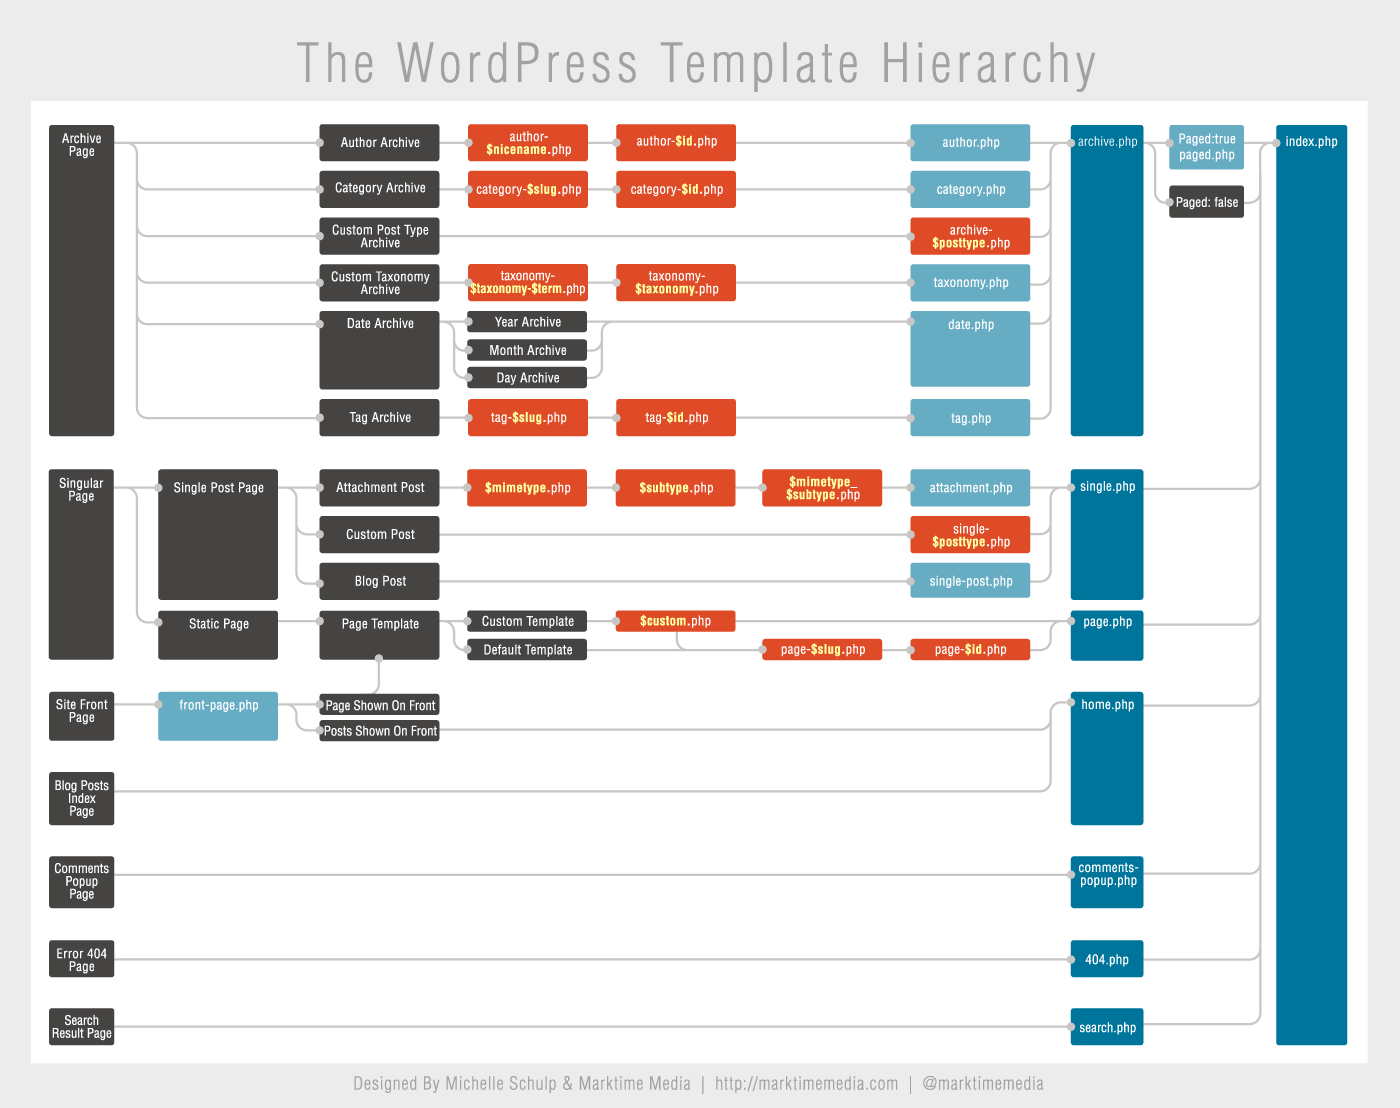 The WordPress Template Hierarchy
Archive
Page
Author Archive
author-
$nicename.php
author-$id.php
author.php
archive.php
Paged:true
paged.php
index.php
Category Archive
category-$slug.php
category-$id.php
category.php
Paged: false
Custom Post Type
Archive
archive-
$posttype.php
Custom Taxonomy
Archive
taxonomy-
$taxonomy-$term.php
taxonomy-
$taxonomy.php
taxonomy.php
Date Archive
Year Archive
Month Archive
Day Archive
date.php
Tag Archive
tag-$slug.php
tag-$id.php
tag.php
Singular
Page
Single Post Page
Attachment Post
$mimetype.php
$subtype.php
$mimetype_
$subtype.php
attachment.php
single.php
Custom Post
single-
$posttype.php
Blog Post
single-post.php
Static Page
Page Template
Custom Template
$custom.php
page.php
Default Template
page-$slug.php
page-$id.php
Site Front
Page
front-page.php
Page Shown On Front
Posts Shown On Front
home.php
Blog Posts
Index
Page
Comments
Popup
Page
comments-
popup.php
Error 404
Page
404.php
Search
Result Page
search.php
Designed By Michelle Schulp & Marktime Media | http://marktimemedia.com | @marktimemedia